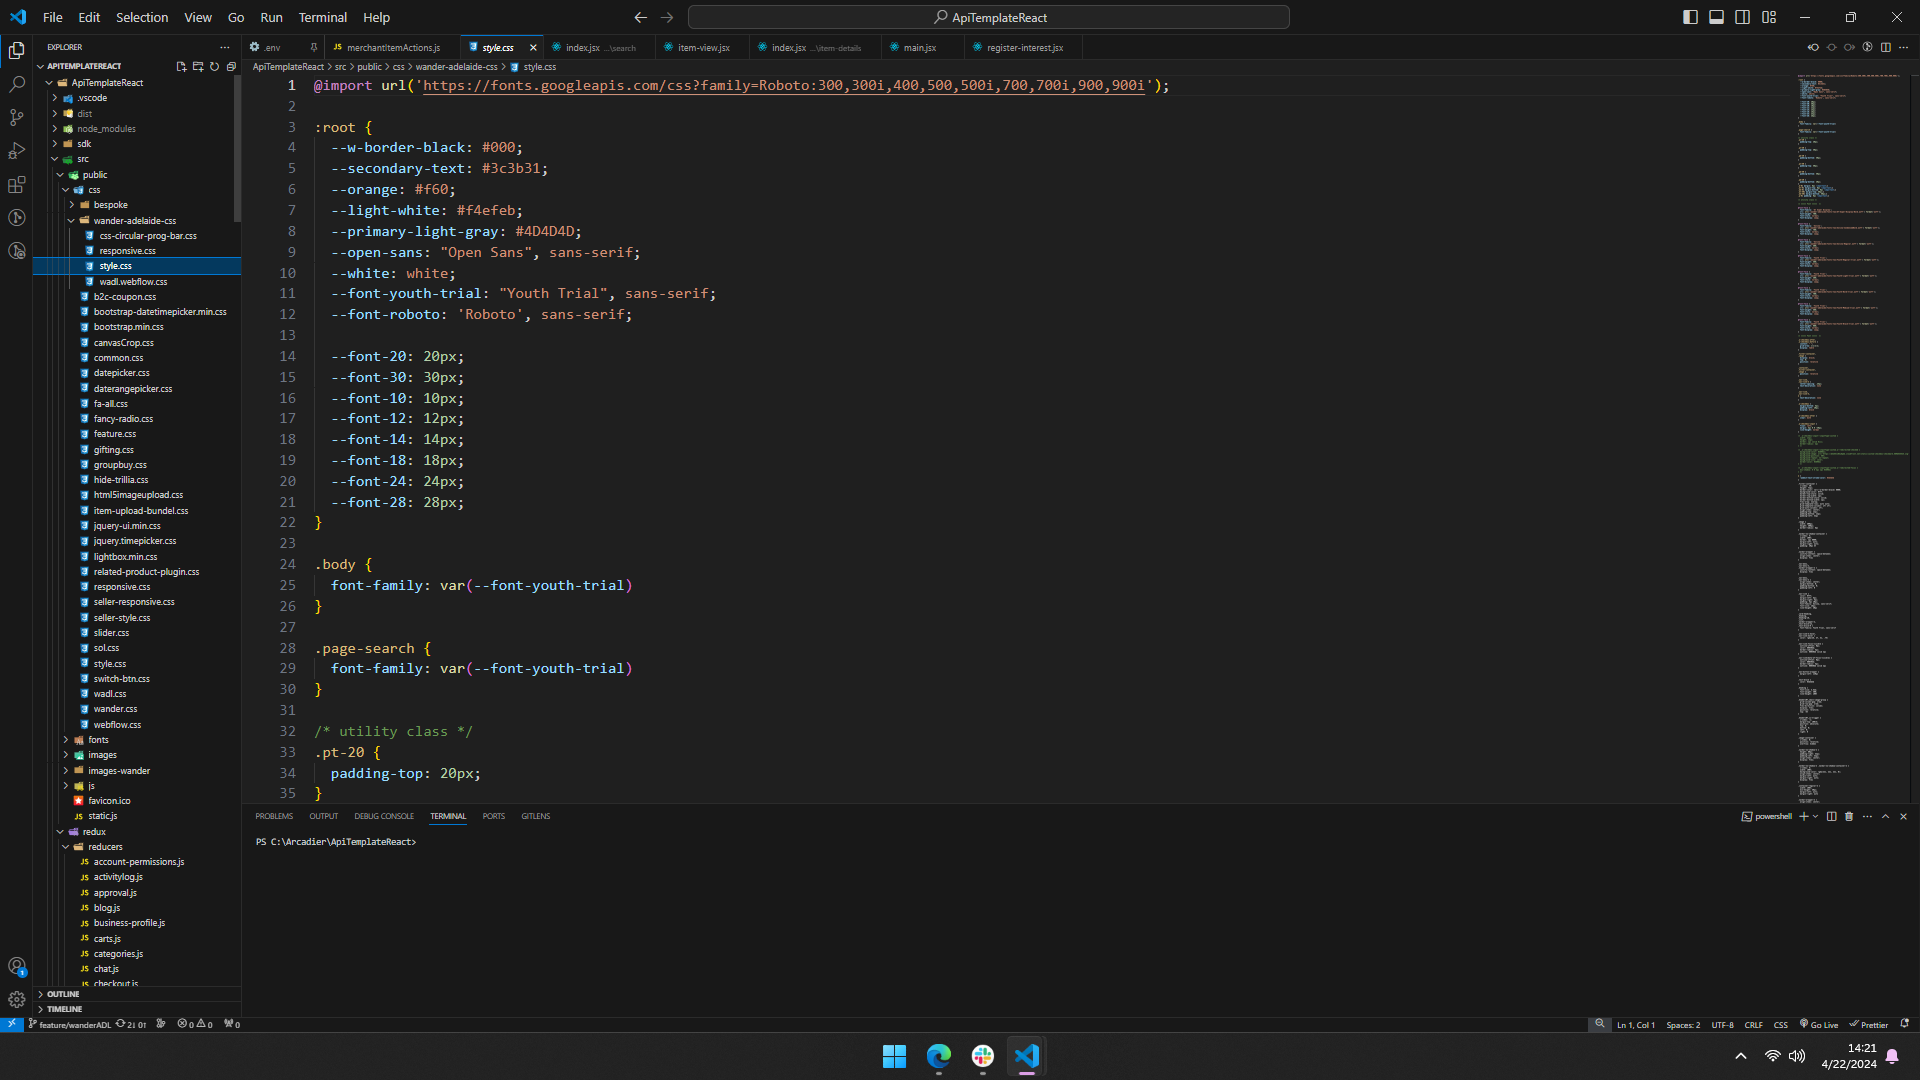 File Edit Selection View Go Run Terminal Help
ApiTemplateReact
EXPLORER
.env
merchantItemActions.js
style.css
index.jsx ...\search
item-view.jsx
index.jsx ...\item-details
main.jsx
register-interest.jsx
APITEMPLATEREACT
ApiTemplateReact > src > public > css > wander-adelaide-css > style.css
ApiTemplateReact
.vscode
dist
node_modules
sdk
src
public
css
bespoke
wander-adelaide-css
css-circular-prog-bar.css
responsive.css
style.css
wadl.webflow.css
b2c-coupon.css
bootstrap-datetimepicker.min.css
bootstrap.min.css
canvasCrop.css
common.css
datepicker.css
daterangepicker.css
fa-all.css
fancy-radio.css
feature.css
gifting.css
groupbuy.css
hide-trillia.css
html5imageupload.css
item-upload-bundel.css
jquery-ui.min.css
jquery.timepicker.css
lightbox.min.css
related-product-plugin.css
responsive.css
seller-responsive.css
seller-style.css
slider.css
sol.css
style.css
switch-btn.css
wadl.css
wander.css
webflow.css
fonts
images
images-wander
js
favicon.ico
static.js
redux
reducers
account-permissions.js
activitylog.js
approval.js
blog.js
business-profile.js
carts.js
categories.js
chat.js
checkout.js
OUTLINE
TIMELINE
1 @import url('https://fonts.googleapis.com/css?family=Roboto:300,300i,400,500,500i,700,700i,900,900i');
2
3 :root {
4 --w-border-black: #000;
5 --secondary-text: #3c3b31;
6 --orange: #f60;
7 --light-white: #f4efeb;
8 --primary-light-gray: #4D4D4D;
9 --open-sans: "Open Sans", sans-serif;
10 --white: white;
11 --font-youth-trial: "Youth Trial", sans-serif;
12 --font-roboto: 'Roboto', sans-serif;
13
14 --font-20: 20px;
15 --font-30: 30px;
16 --font-10: 10px;
17 --font-12: 12px;
18 --font-14: 14px;
19 --font-18: 18px;
20 --font-24: 24px;
21 --font-28: 28px;
22 }
23
24 .body {
25 font-family: var(--font-youth-trial)
26 }
27
28 .page-search {
29 font-family: var(--font-youth-trial)
30 }
31
32 /* utility class */
33 .pt-20 {
34 padding-top: 20px;
35 }
PROBLEMS OUTPUT DEBUG CONSOLE TERMINAL PORTS GITLENS
powershell
PS C:\Arcadier\ApiTemplateReact>
feature/wanderADL 2↓ 0↑ 0 0 0
Ln 1, Col 1 Spaces: 2 UTF-8 CRLF CSS Go Live Prettier
14:21
4/22/2024